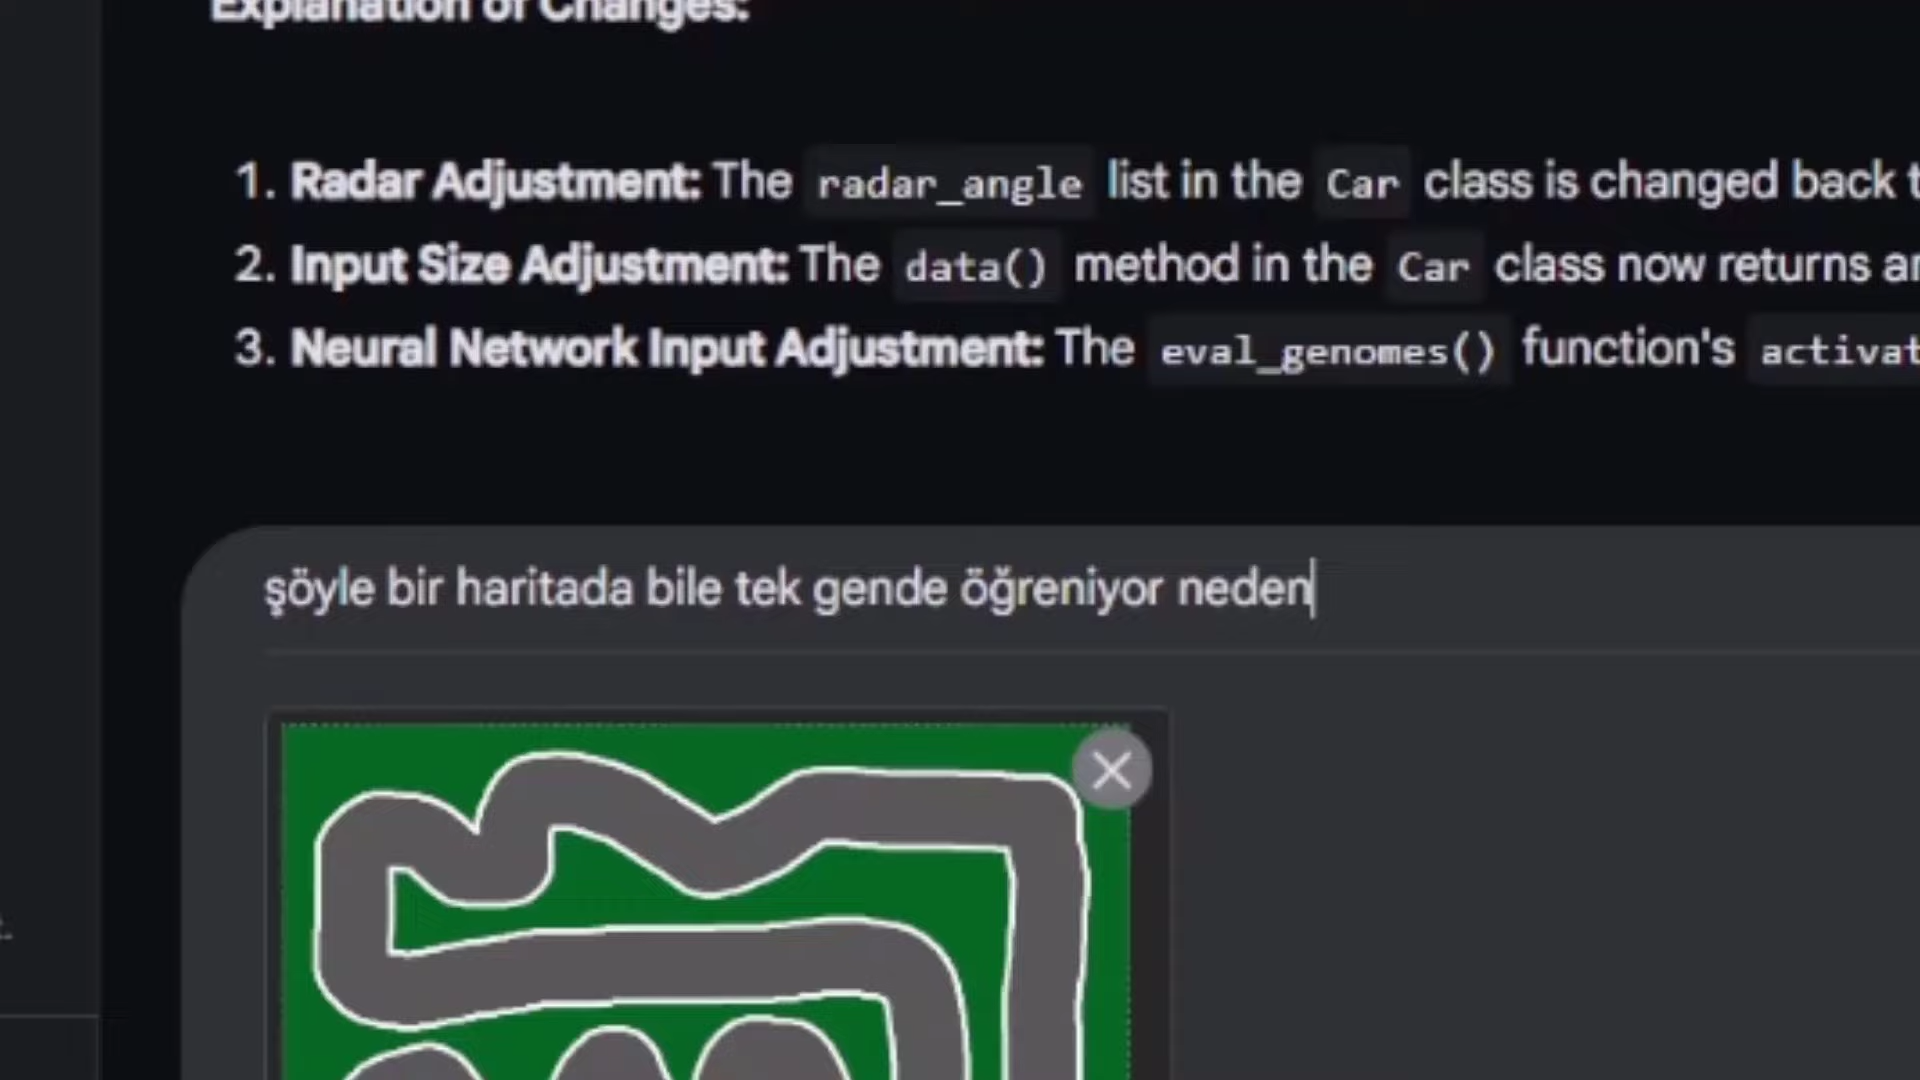 Explanation of Changes:
1. Radar Adjustment: The radar_angle list in the Car class is changed back
2. Input Size Adjustment: The data() method in the Car class now returns
3. Neural Network Input Adjustment: The eval_genomes() function's
şöyle bir haritada bile tek gende öğreniyor neden